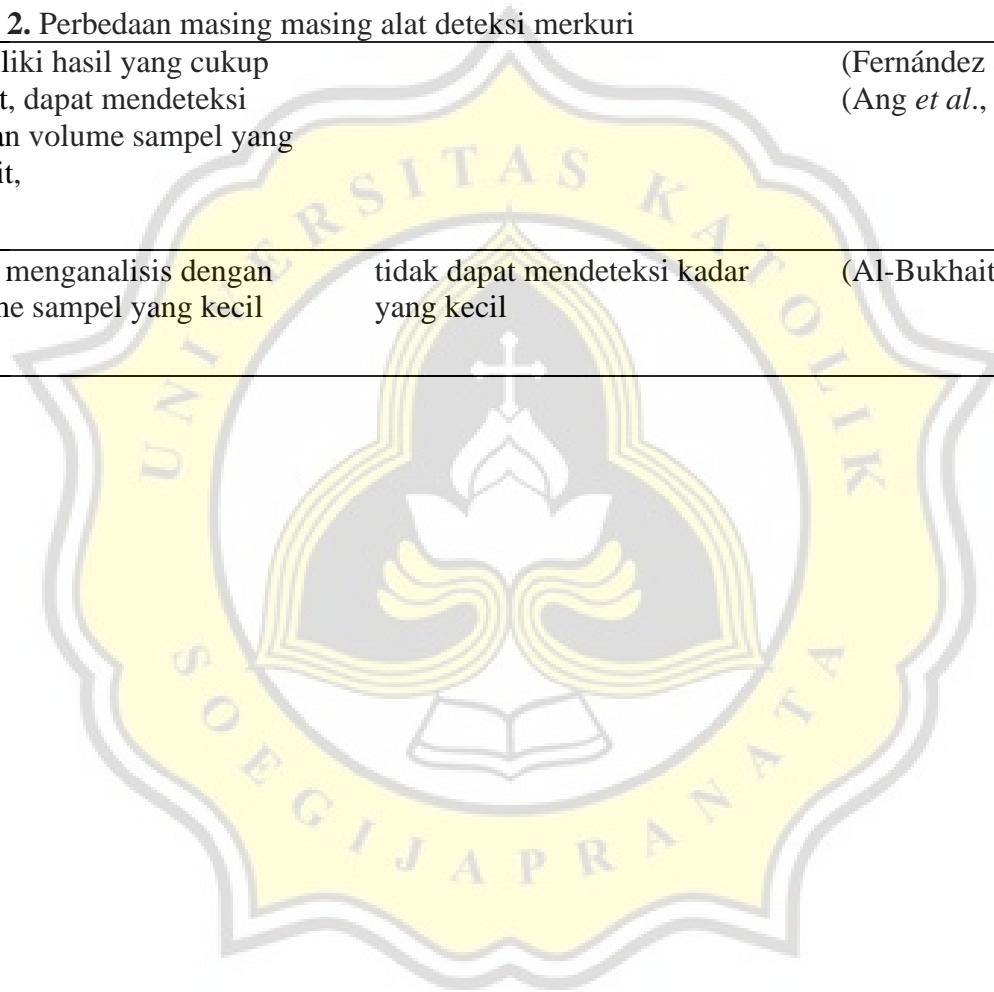 2. Perbedaan masing masing alat deteksi merkuri
liki hasil yang cukup
t, dapat mendeteksi
an volume sampel yang
it,
(Fernández
(Ang et al.,
menganalisis dengan
ne sampel yang kecil
tidak dapat mendeteksi kadar
yang kecil
(Al-Bukhait
UNIVERSITAS KATOLIK
SOEGIJAPRANATA